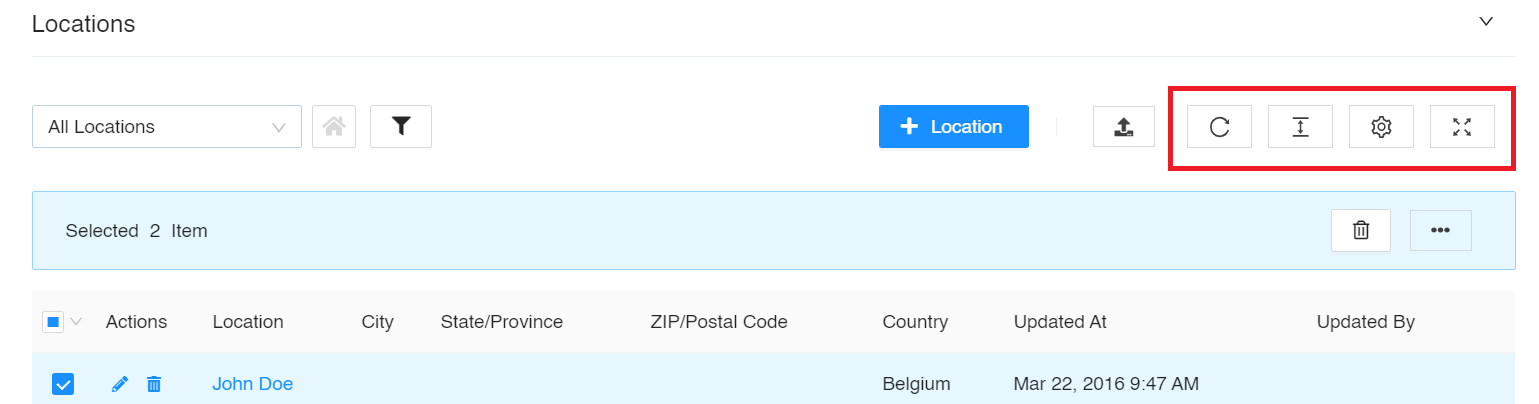 Locations
All Locations
+ Location
Selected 2 Item
Actions Location City State/Province ZIP/Postal Code Country Updated At Updated By
John Doe Belgium Mar 22, 2016 9:47 AM